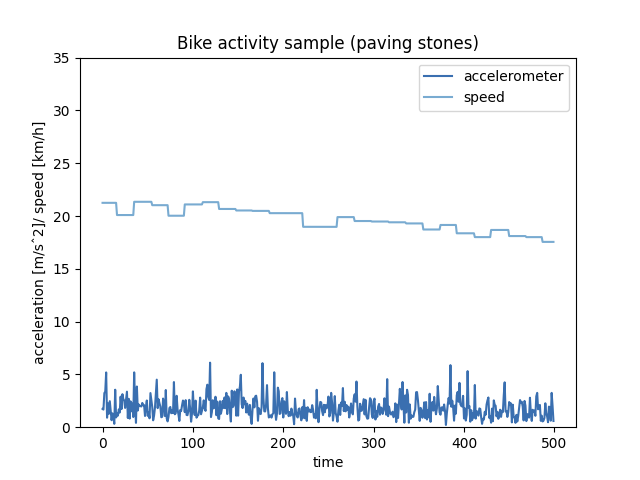 Bike activity sample (paving stones)
accelerometer
speed
acceleration [m/s^2]/ speed [km/h]
35
30
25
20
15
10
5
0
0 100 200 300 400 500
time